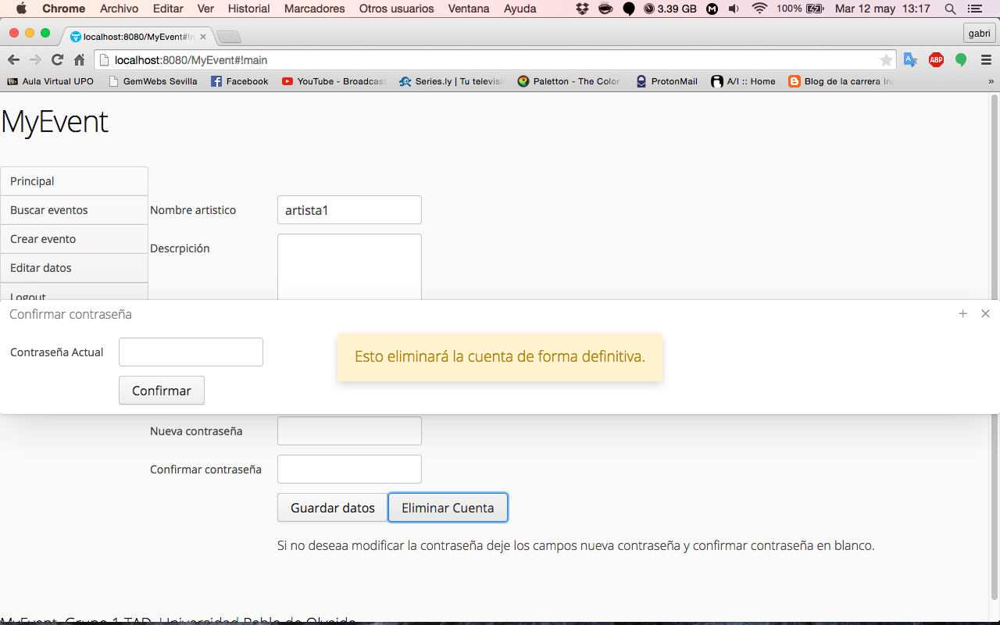 Chrome Archivo Editar Ver Historial Marcadores Otros usuarios Ventana Ayuda 3.39 GB 100% Mar 12 may 13:17
localhost:8080/MyEvent#!m gabri
localhost:8080/MyEvent#!main ABP
Aula Virtual UPO GemWebs Sevilla Facebook YouTube - Broadcast Series.ly | Tu televisi Paletton - The Color ProtonMail A/I :: Home Blog de la carrera In »
MyEvent
Principal
Buscar eventos
Crear evento
Editar datos
Logout
Nombre artistico artista1
Descrpición
Confirmar contraseña
Contraseña Actual
Confirmar
Esto eliminará la cuenta de forma definitiva.
Nueva contraseña
Confirmar contraseña
Guardar datos Eliminar Cuenta
Si no deseaa modificar la contraseña deje los campos nueva contraseña y confirmar contraseña en blanco.
MyEvent. Grupo 1 TAD. Universidad Pablo de Olvaide